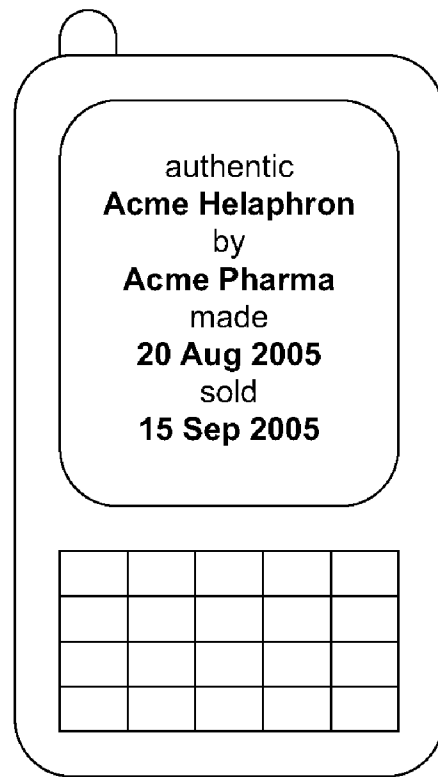 authentic
Acme Helaphron
by
Acme Pharma
made
20 Aug 2005
sold
15 Sep 2005